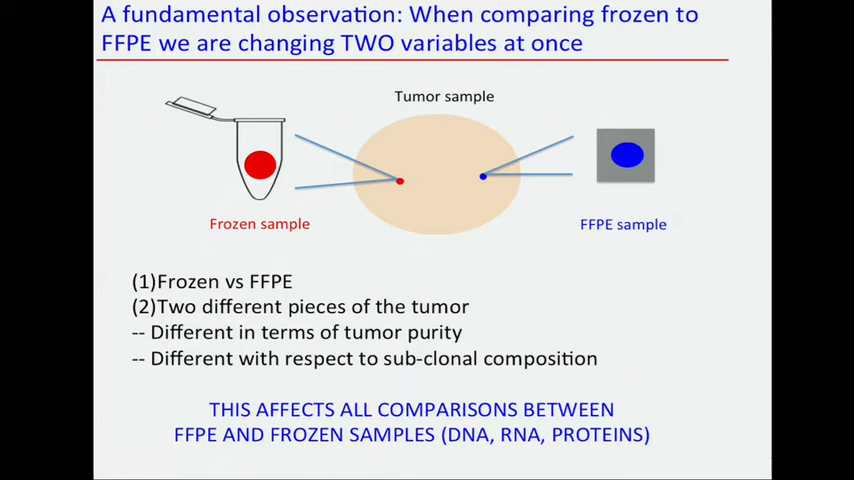 A fundamental observation: When comparing frozen to
FFPE we are changing TWO variables at once
Tumor sample
Frozen sample
FFPE sample
(1)Frozen vs FFPE
(2)Two different pieces of the tumor
-- Different in terms of tumor purity
-- Different with respect to sub-clonal composition
THIS AFFECTS ALL COMPARISONS BETWEEN
FFPE AND FROZEN SAMPLES (DNA, RNA, PROTEINS)